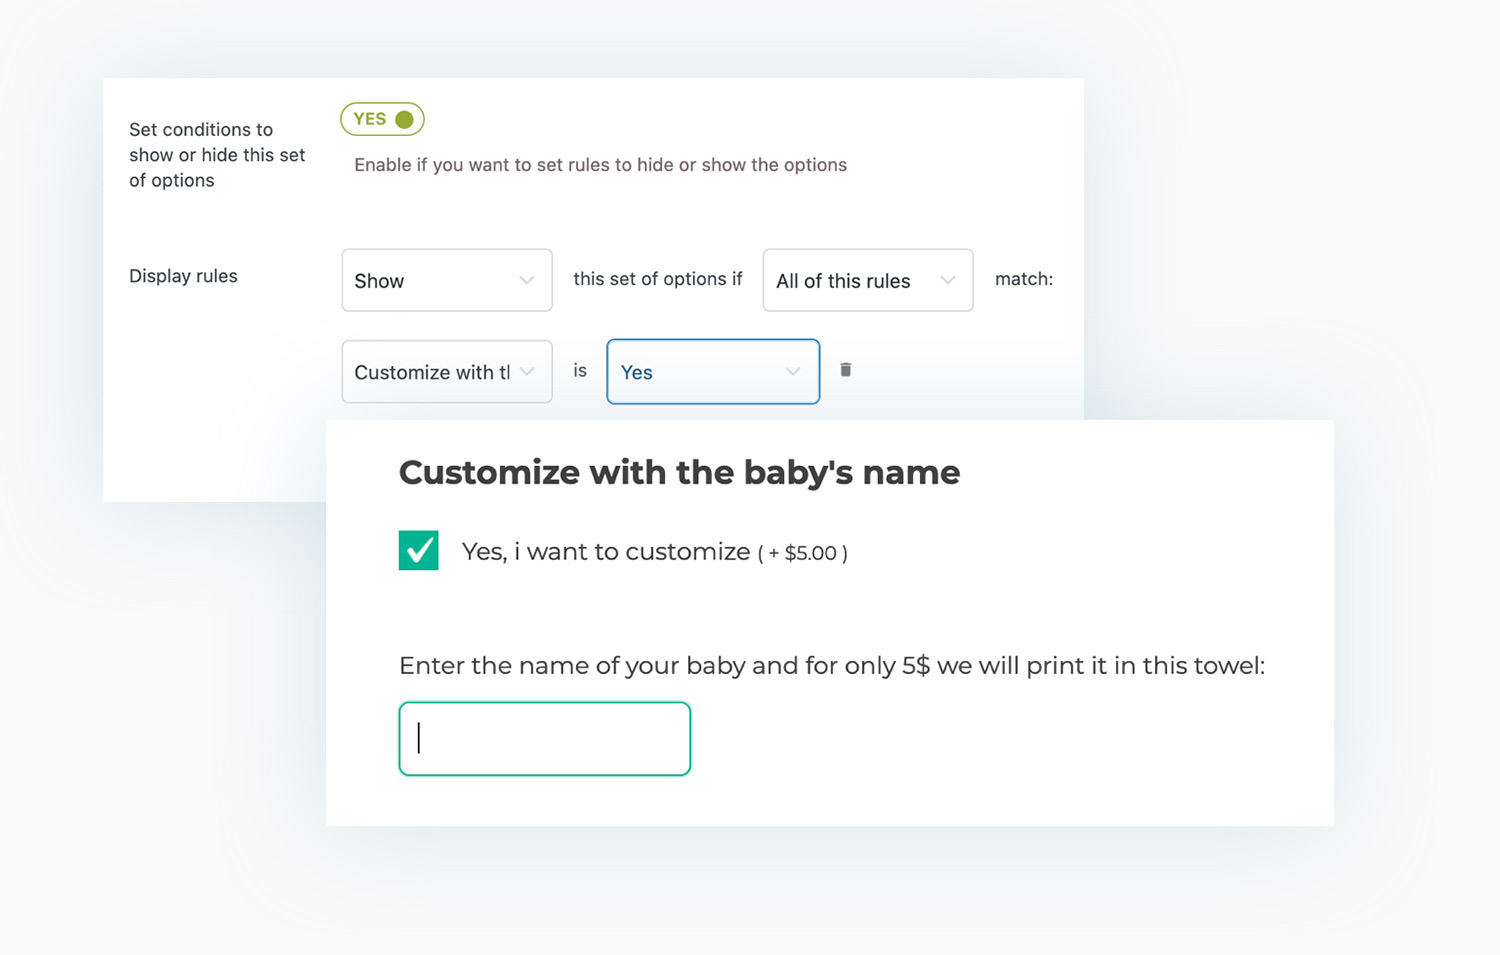 Set conditions to
show or hide this set
of options
YES
Enable if you want to set rules to hide or show the options
Display rules
Show
this set of options if
All of this rules
match:
Customize with tl
is
Yes
Customize with the baby's name
Yes, i want to customize ( + $5.00 )
Enter the name of your baby and for only 5$ we will print it in this towel: